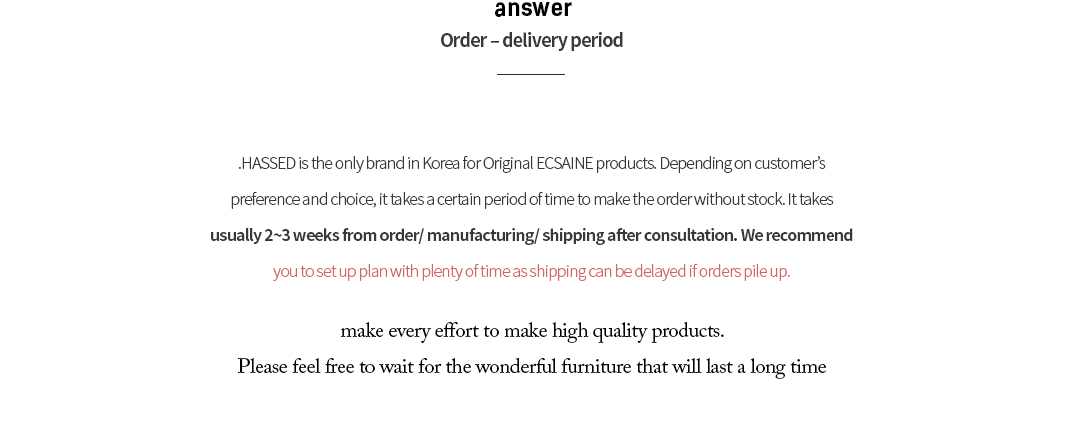 answer
Order – delivery period
.HASSED is the only brand in Korea for Original ECSAINE products. Depending on customer’s
preference and choice, it takes a certain period of time to make the order without stock. It takes
usually 2~3 weeks from order/ manufacturing/ shipping after consultation. We recommend
you to set up plan with plenty of time as shipping can be delayed if orders pile up.
make every effort to make high quality products.
Please feel free to wait for the wonderful furniture that will last a long time